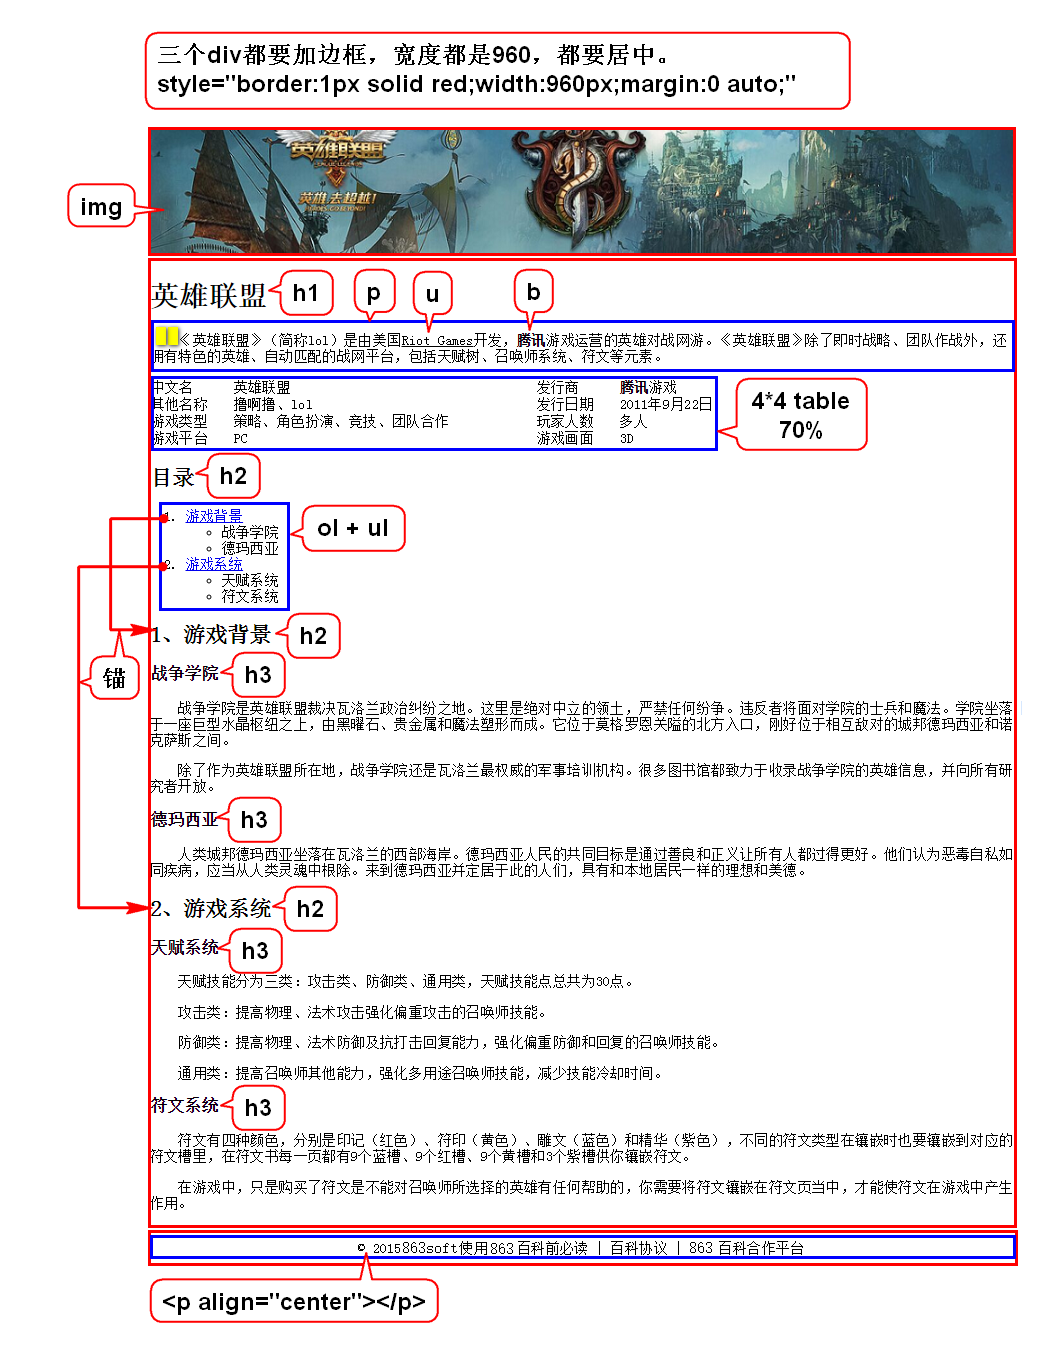 三个div都要加边框，宽度都是960，都要居中。
style="border:1px solid red;width:960px;margin:0 auto;"
英雄联盟
LEAGUE LEGENDS
英雄,去超越!
HEROES GO BEYOND!
img
英雄联盟
h1
p
u
b
《英雄联盟》（简称lol）是由美国Riot Games开发，腾讯游戏运营的英雄对战网游。《英雄联盟》除了即时战略、团队作战外，还
拥有特色的英雄、自动匹配的战网平台，包括天赋树、召唤师系统、符文等元素。
中文名 英雄联盟 发行商 腾讯游戏
其他名称 撸啊撸、lol 发行日期 2011年9月22日
游戏类型 策略、角色扮演、竞技、团队合作 玩家人数 多人
游戏平台 PC 游戏画面 3D
4*4 table
70%
目录
h2
1. 游戏背景
战争学院
德玛西亚
2. 游戏系统
天赋系统
符文系统
ol + ul
1、游戏背景
h2
锚
战争学院
h3
战争学院是英雄联盟裁决瓦洛兰政治纠纷之地。这里是绝对中立的领土，严禁任何纷争。违反者将面对学院的士兵和魔法。学院坐落
于一座巨型水晶枢纽之上，由黑曜石、贵金属和魔法塑形而成。它位于莫格罗恩关隘的北方入口，刚好位于相互敌对的城邦德玛西亚和诺
克萨斯之间。
除了作为英雄联盟所在地，战争学院还是瓦洛兰最权威的军事培训机构。很多图书馆都致力于收录战争学院的英雄信息，并向所有研
究者开放。
德玛西亚
h3
人类城邦德玛西亚坐落在瓦洛兰的西部海岸。德玛西亚人民的共同目标是通过善良和正义让所有人都过得更好。他们认为恶毒自私如
同疾病，应当从人类灵魂中根除。来到德玛西亚并定居于此的人们，具有和本地居民一样的理想和美德。
2、游戏系统
h2
天赋系统
h3
天赋技能分为三类：攻击类、防御类、通用类，天赋技能点总共为30点。
攻击类：提高物理、法术攻击强化偏重攻击的召唤师技能。
防御类：提高物理、法术防御及抗打击回复能力，强化偏重防御和回复的召唤师技能。
通用类：提高召唤师其他能力，强化多用途召唤师技能，减少技能冷却时间。
符文系统
h3
符文有四种颜色，分别是印记（红色）、符印（黄色）、雕文（蓝色）和精华（紫色），不同的符文类型在镶嵌时也要镶嵌到对应的
符文槽里，在符文书每一页都有9个蓝槽、9个红槽、9个黄槽和3个紫槽供你镶嵌符文。
在游戏中，只是购买了符文是不能对召唤师所选择的英雄有任何帮助的，你需要将符文镶嵌在符文页当中，才能使符文在游戏中产生
作用。
© 2015863soft使用863 百科前必读 | 百科协议 | 863 百科合作平台
<p align="center"></p>